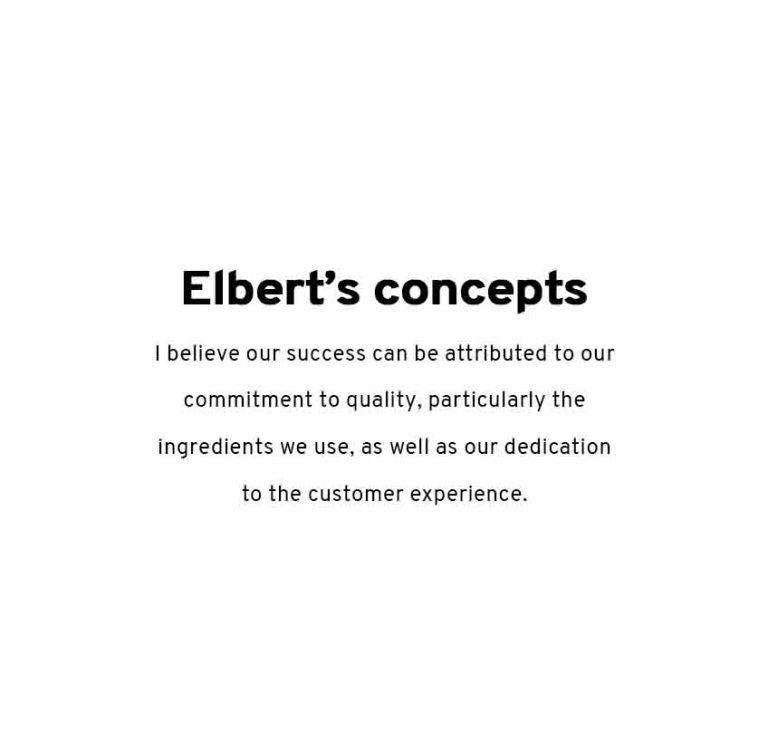 Elbert’s concepts
I believe our success can be attributed to our
commitment to quality, particularly the
ingredients we use, as well as our dedication
to the customer experience.